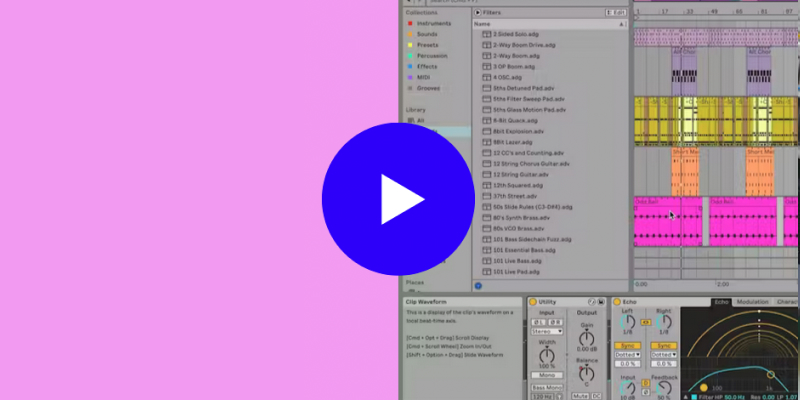 Collections
Instruments
Sounds
Presets
Percussion
Effects
MIDI
Grooves
Library
All
Places
Filters
Edit
Name
2 Sided Solo.adg
2-Way Boom Drive.adg
2-Way Boom.adg
3 OP Room.adg
4 OSC.adg
5ths Detuned Pad.adv
5ths Filter Sweep Pad.adv
5ths Glass Motion Pad.adv
8-Bit Quack.adg
8bit Explosion.adv
8Bit Lazer.adg
12 CC's and Counting.adv
12 String Chorus Guitar.adv
12 String Guitar.adv
12th Squared.adg
37th Street.adv
50s Slide Rules (C3-D#4).adg
80's Synth Brass.adv
80s VCO Brass.adv
101 Bass Sidechain Fuzz.adg
101 Essential Bass.adg
101 Live Bass.adg
101 Live Pad.adg
Short Ma
Clip Waveform
This is a display of the clip's waveform on a
local beat-time axis.
[Cmd + Opt + Drag] Scroll Display
[Cmd + Scroll Wheel] Zoom In/Out
[Shift + Option + Drag] Slide Waveform
Utility
Input
Output
Stereo
Gain
0.00 dB
Width
100 %
Balance
Mono
Bass Mono
120 Hz
Mute
DC
Echo
Echo
Modulation
Charac
Left
Right
1/8
1/8
Sync
Sync
Dotted
Dotted
0.0 %
0.0 %
Input
Feedback
100
1k
Filter HP 50.0 Hz
Res 0.00
LP 1.07